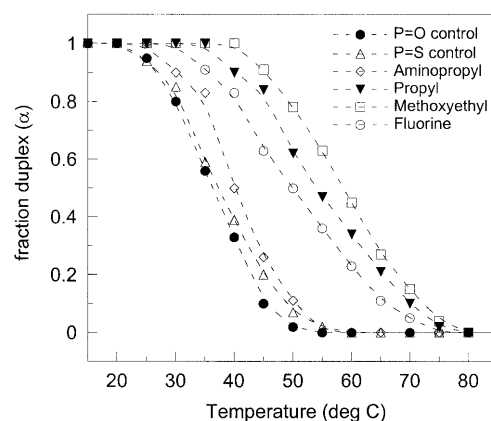 P=O control
P=S control
Aminopropyl
Propyl
Methoxyethyl
Fluorine
fraction duplex (α)
1
0.8
0.6
0.4
0.2
0
20 30 40 50 60 70 80
Temperature (deg C)